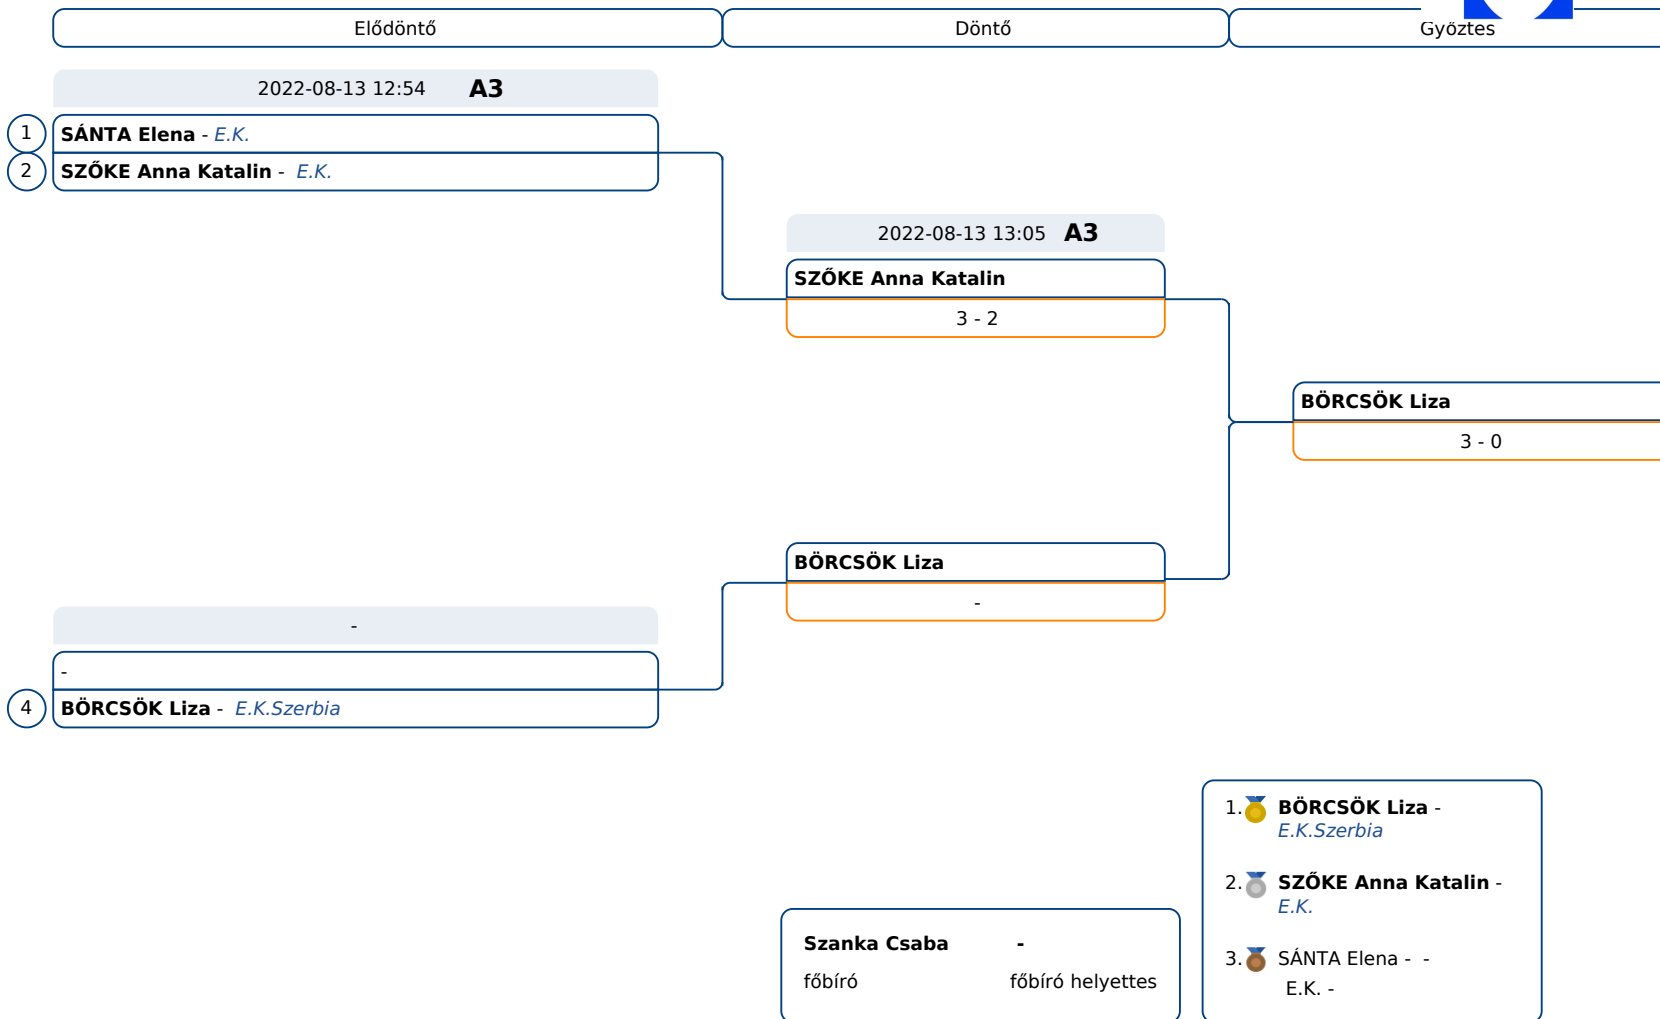 Elődöntő
Döntő
Győztes
2022-08-13 12:54 A3
1 SÁNTA Elena - E.K.
2 SZŐKE Anna Katalin - E.K.
2022-08-13 13:05 A3
SZŐKE Anna Katalin
3 - 2
BÖRCSÖK Liza
3 - 0
BÖRCSÖK Liza
-
-
-
4 BÖRCSÖK Liza - E.K.Szerbia
1. BÖRCSÖK Liza -
E.K.Szerbia
2. SZŐKE Anna Katalin -
E.K.
3. SÁNTA Elena - -
E.K. -
Szanka Csaba -
főbíró főbíró helyettes